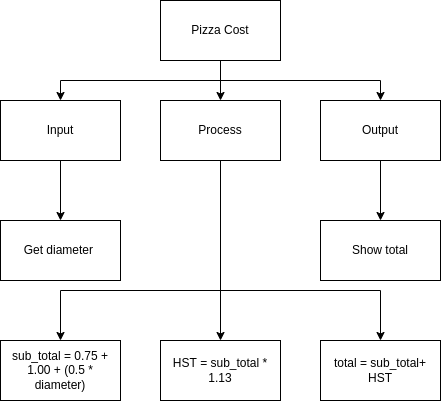 Pizza Cost
Input
Process
Output
Get diameter
Show total
sub_total = 0.75 +
1.00 + (0.5 *
diameter)
HST = sub_total *
1.13
total = sub_total+
HST